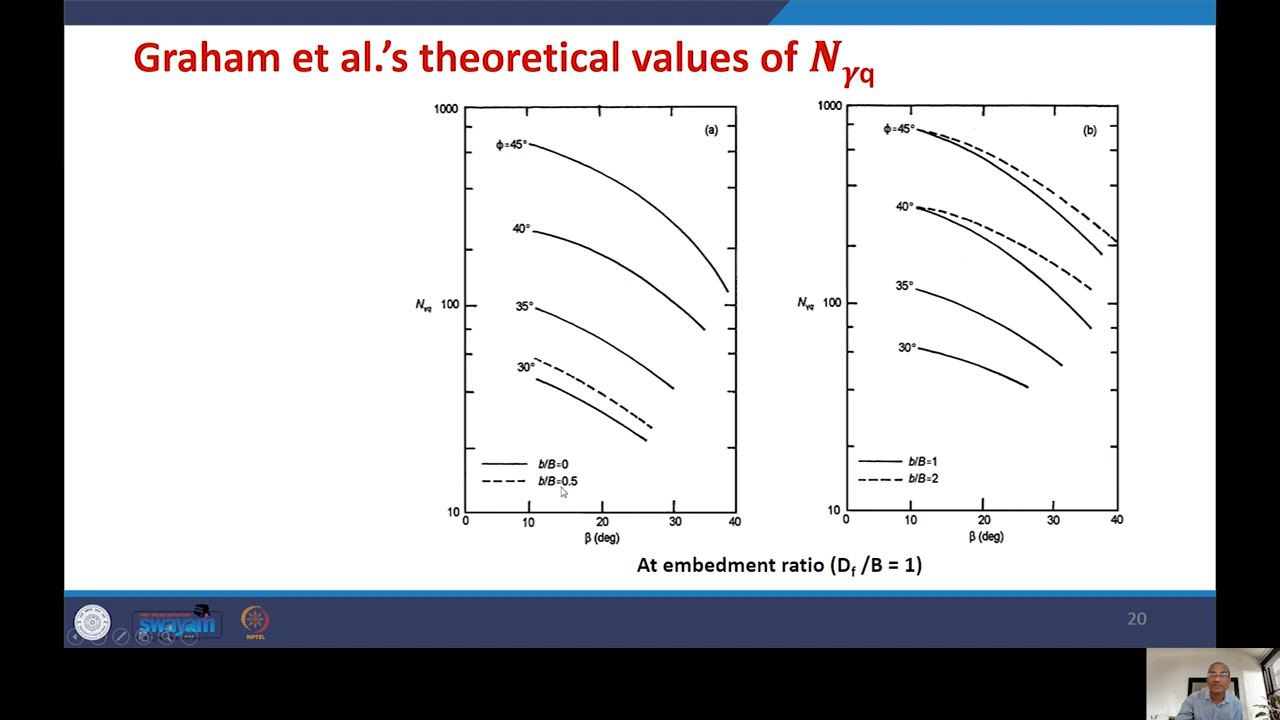 Graham et al.'s theoretical values of Nγq
1000
(a)
ϕ=45°
40°
Nγq 100
35°
30°
b/B=0
b/B=0.5
10
0 10 20 30 40
β (deg)
1000
(b)
ϕ=45°
40°
Nγq 100
35°
30°
b/B=1
b/B=2
10
0 10 20 30 40
β (deg)
At embedment ratio (Df /B = 1)
swayam
NPTEL
20